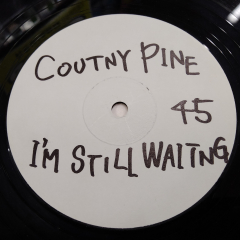 COUTNY PINE
45
I'M STILL WAITNG